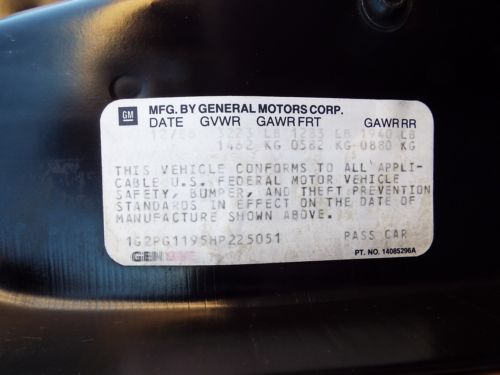 GM
MFG. BY GENERAL MOTORS CORP.
DATE GVWR GAWR FRT GAWR RR
12/86 3223 LB 1283 LB 1940 LB
1462 KG 0582 KG 0880 KG
THIS VEHICLE CONFORMS TO ALL APPLI-
CABLE U.S. FEDERAL MOTOR VEHICLE
SAFETY, BUMPER, AND THEFT PREVENTION
STANDARDS IN EFFECT ON THE DATE OF
MANUFACTURE SHOWN ABOVE.
1G2PG1195HP225051 PASS CAR
PT. NO. 14085296A